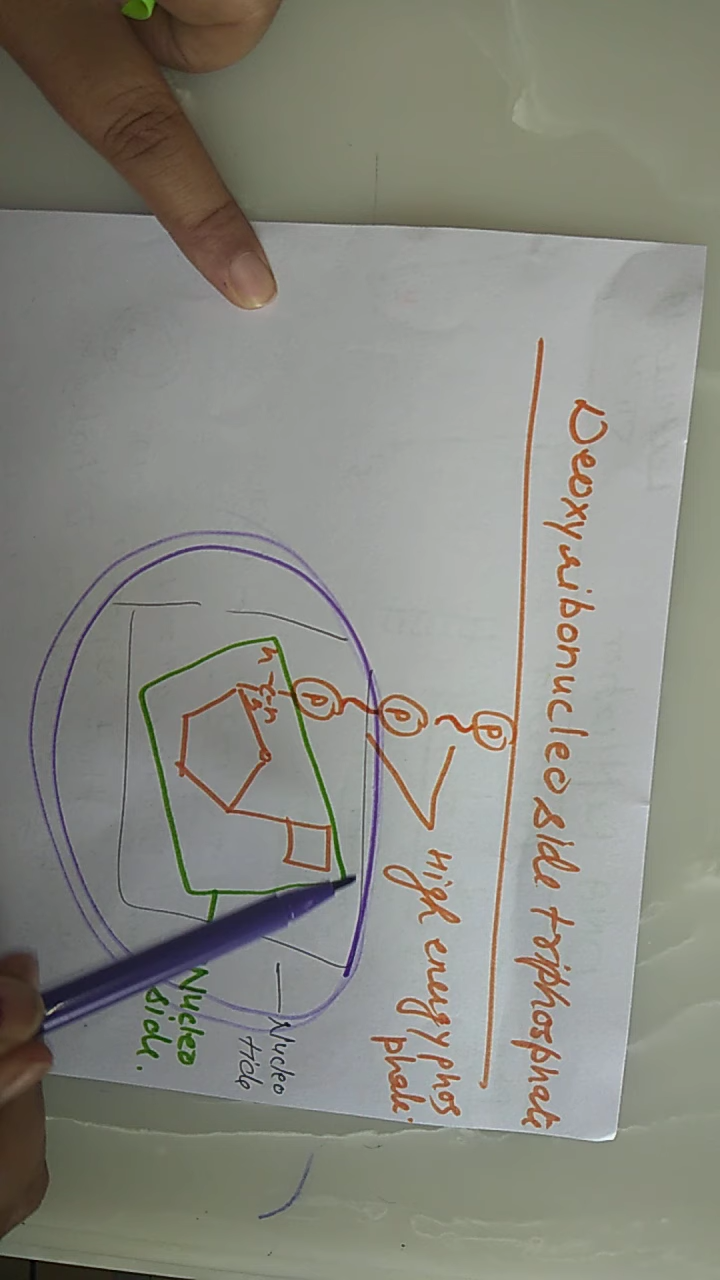 Deoxyribonucleoside triphosphate
P
P
P
High energy phos
phate.
Nucleo
tide
Nucleo
side.